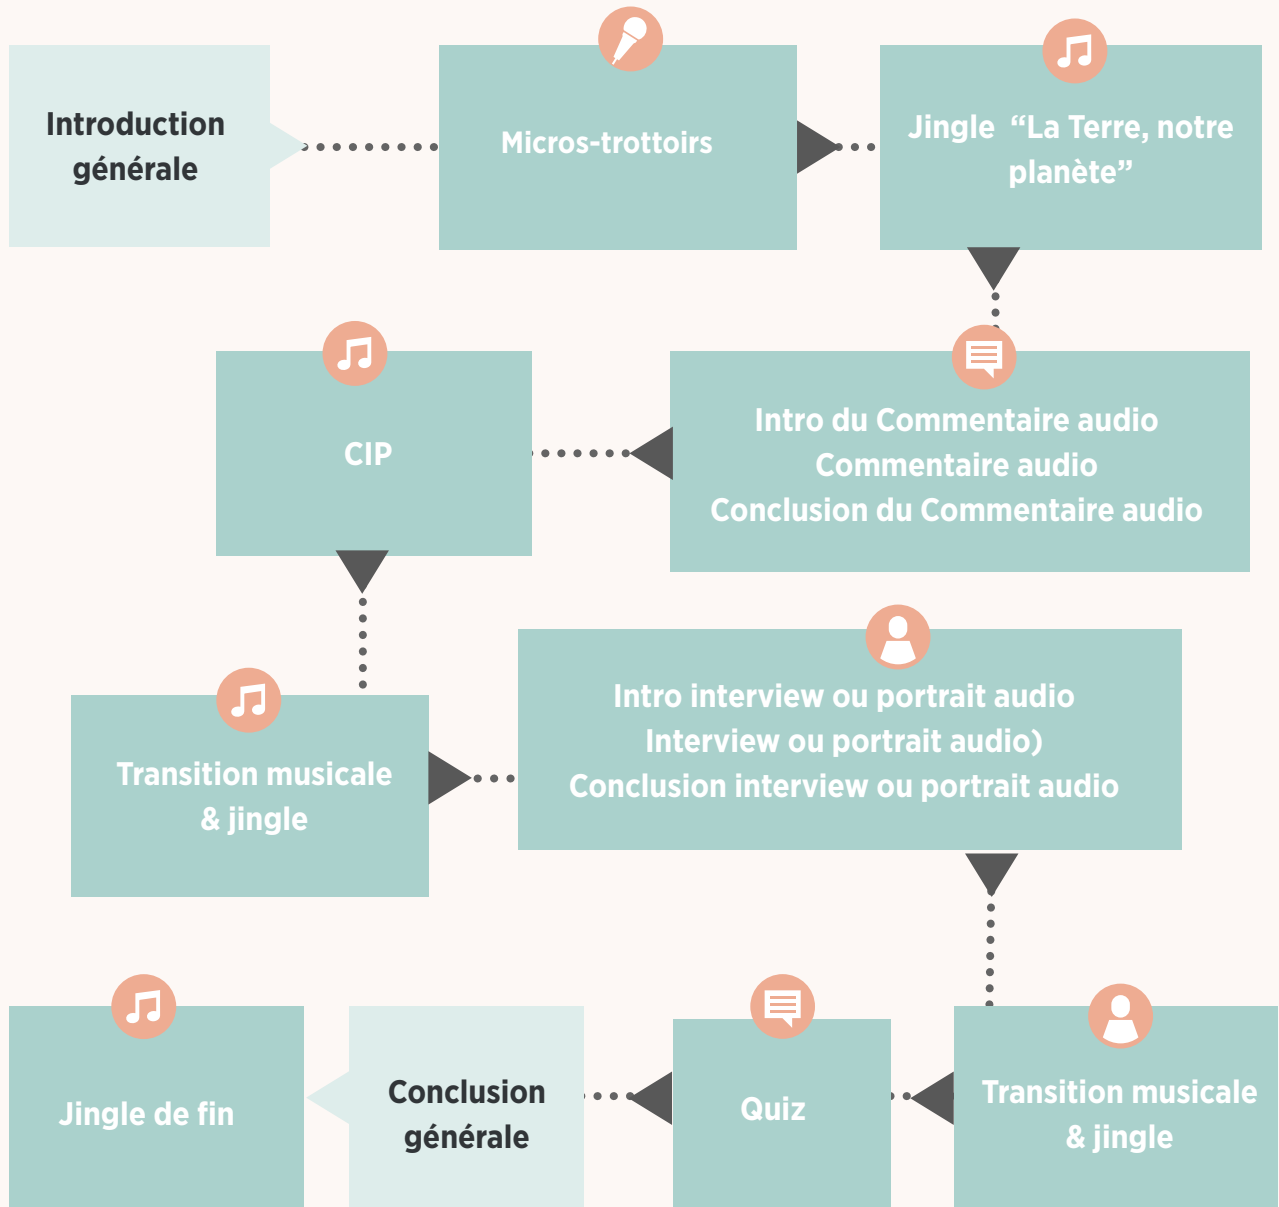 Introduction
générale
Micros-trottoirs
Jingle “La Terre, notre
planète”
Intro du Commentaire audio
Commentaire audio
Conclusion du Commentaire audio
CIP
Transition musicale
& jingle
Intro interview ou portrait audio
Interview ou portrait audio)
Conclusion interview ou portrait audio
Transition musicale
& jingle
Quiz
Conclusion
générale
Jingle de fin